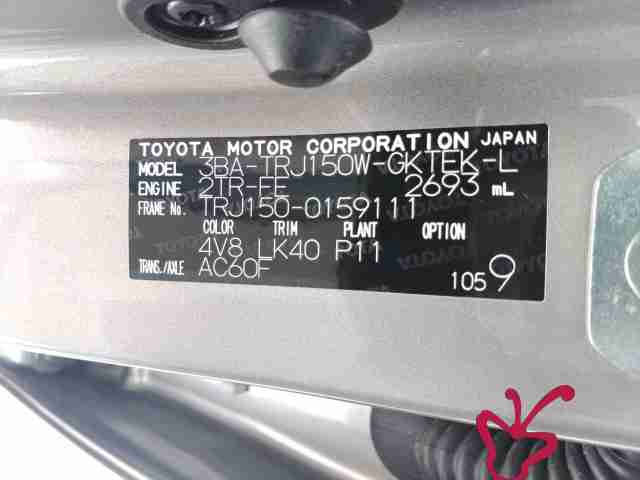 TOYOTA MOTOR CORPORATION JAPAN
MODEL 3BA-TRJ150W-GKTEK-L
ENGINE 2TR-FE 2693 mL
FRAME No. TRJ150-0159111
COLOR TRIM PLANT OPTION
4V8 LK40 P11
TRANS./AXLE AC60F
1059